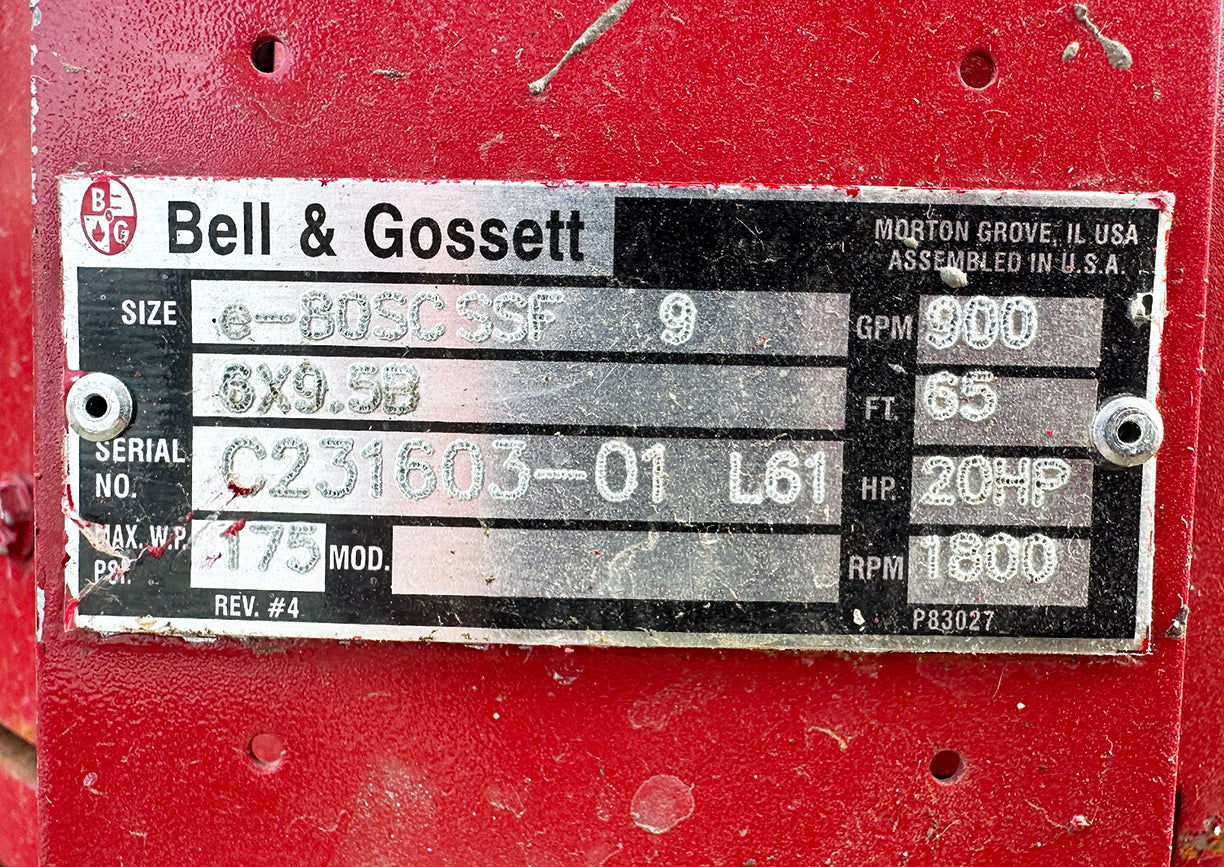 B G Bell & Gossett
MORTON GROVE, IL USA
ASSEMBLED IN U.S.A.
SIZE e-80SC SSF 9 GPM 900
6X9.5B FT. 65
SERIAL NO. C231603-01 L61 HP. 20HP
MAX. W.P. PSI. 175 MOD. RPM 1800
REV. #4 P83027